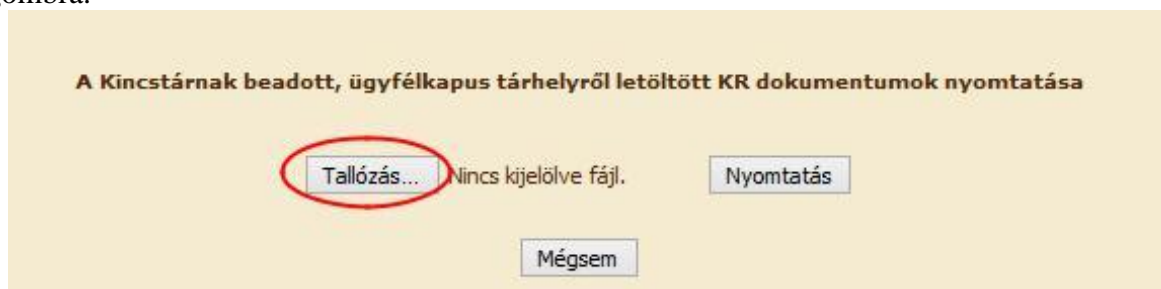 A Kincstárnak beadott, ügyfélkapus tárhelyről letöltött KR dokumentumok nyomtatása
Tallózás... Nincs kijelölve fájl. Nyomtatás
Mégsem